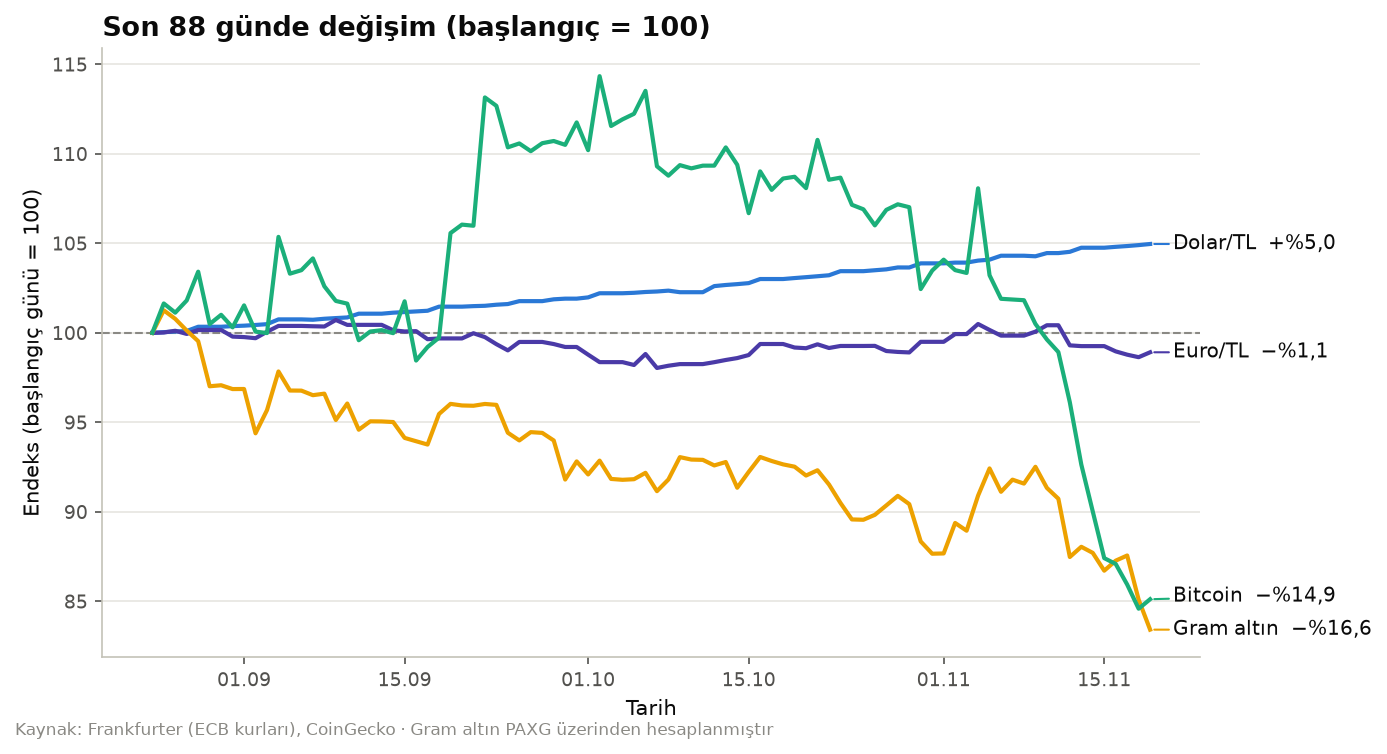 Son 88 günde değişim (başlangıç = 100)
Endeks (başlangıç günü = 100)
115
110
105
100
95
90
85
Dolar/TL +%5,0
Euro/TL −%1,1
Bitcoin −%14,9
Gram altın −%16,6
01.09 15.09 01.10 15.10 01.11 15.11
Tarih
Kaynak: Frankfurter (ECB kurları), CoinGecko · Gram altın PAXG üzerinden hesaplanmıştır